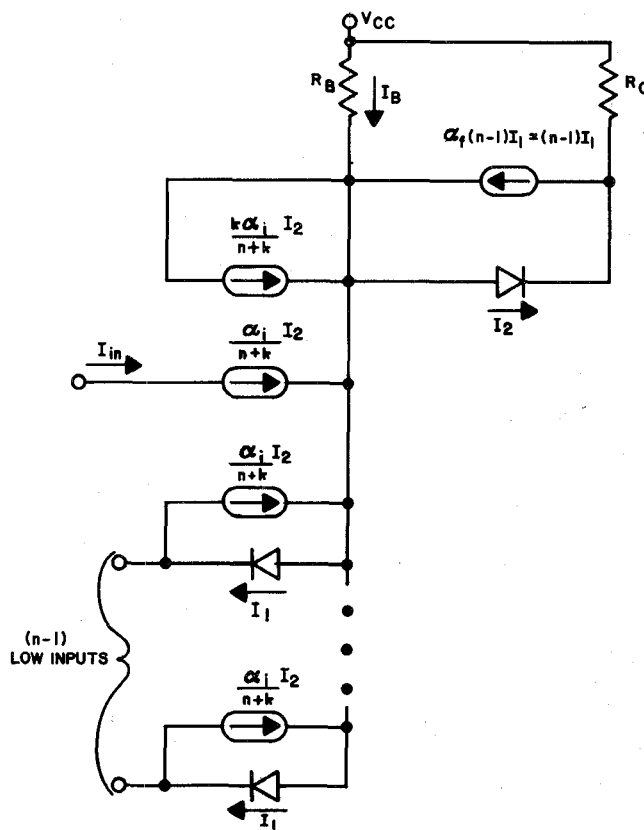 VCC
RB
IB
RC
αf(n-1)I1 = (n-1)I1
kαi
n+k
I2
I2
αi
n+k
I2
Iin
αi
n+k
I2
I1
(n-1)
LOW INPUTS
αi
n+k
I2
I1